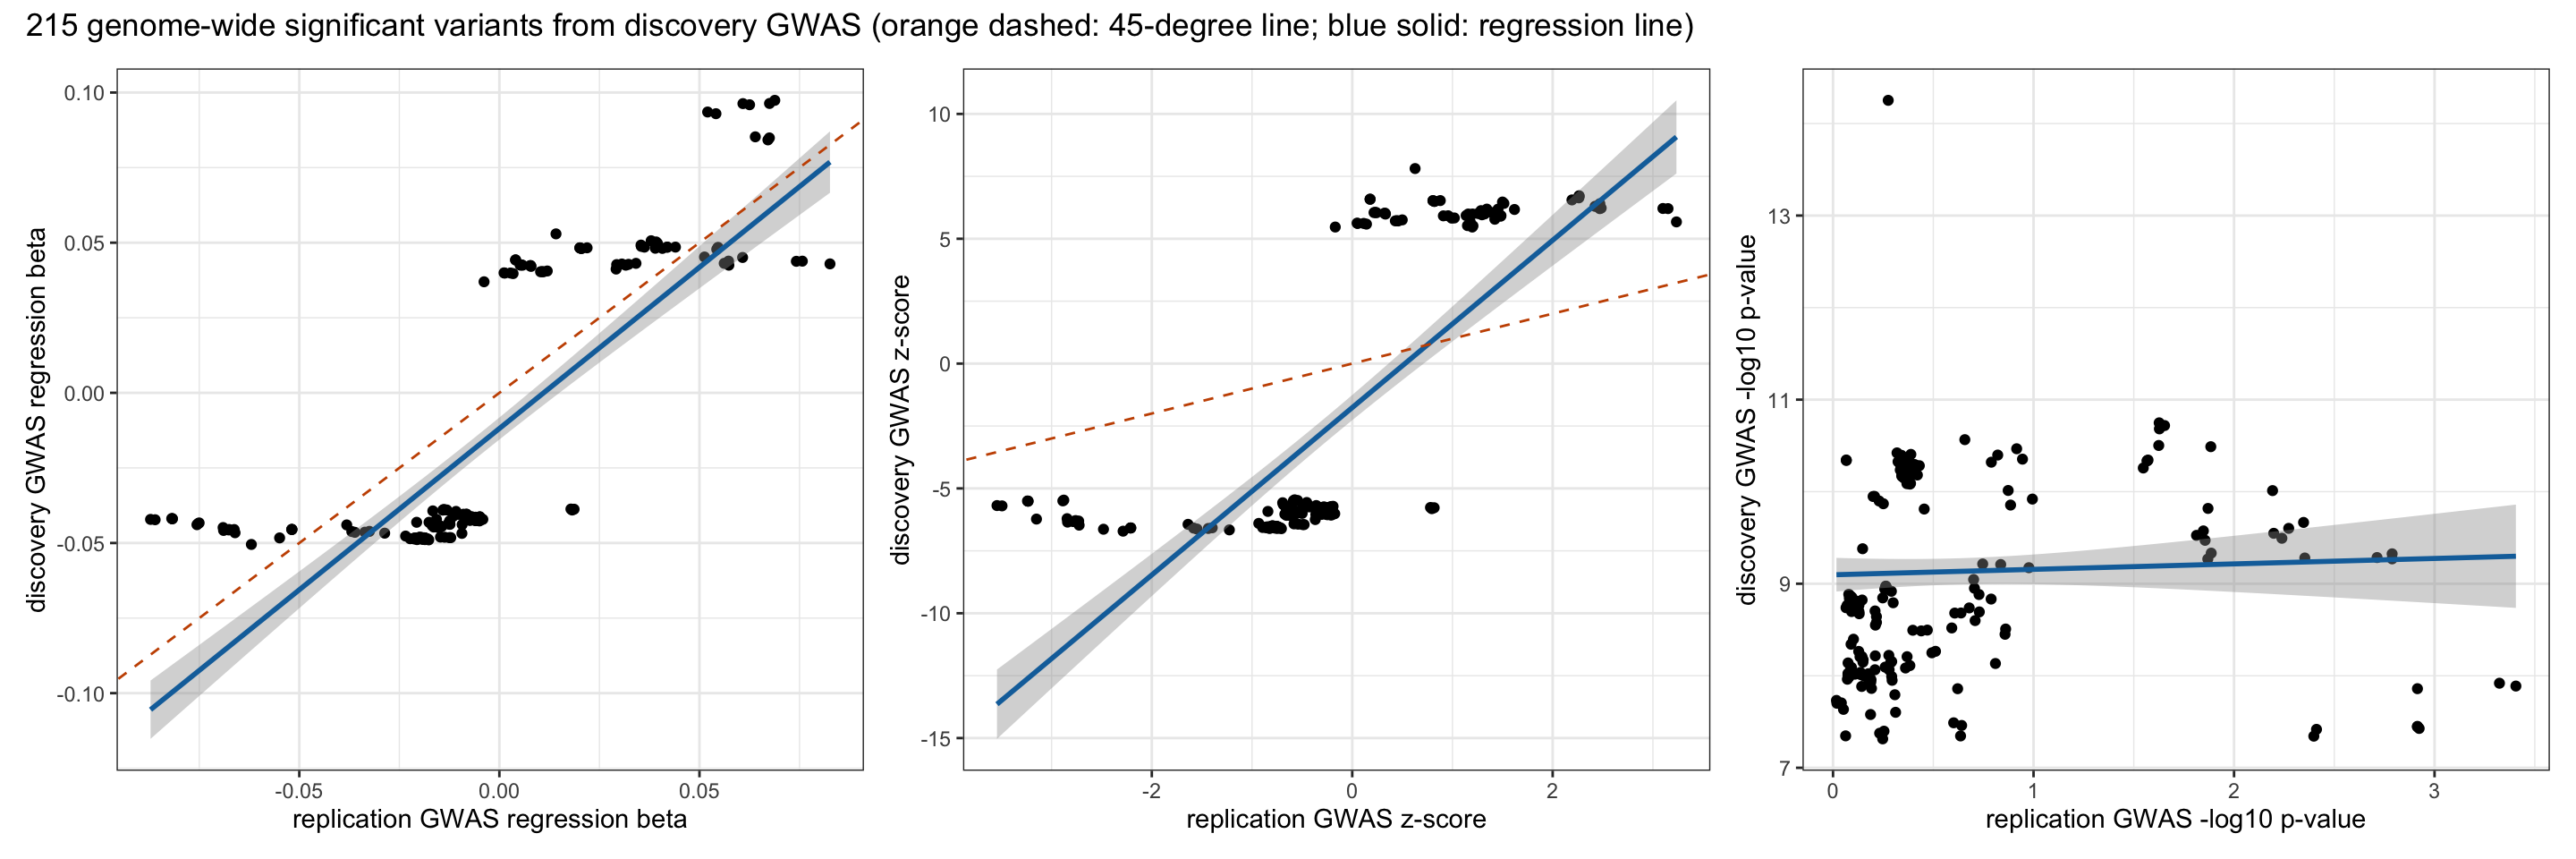 215 genome-wide significant variants from discovery GWAS (orange dashed: 45-degree line; blue solid: regression line)
discovery GWAS regression beta
0.10
0.05
0.00
-0.05
-0.10
-0.05 0.00 0.05
replication GWAS regression beta
discovery GWAS z-score
10
5
0
-5
-10
-15
-2 0 2
replication GWAS z-score
discovery GWAS -log10 p-value
13
11
9
7
0 1 2 3
replication GWAS -log10 p-value